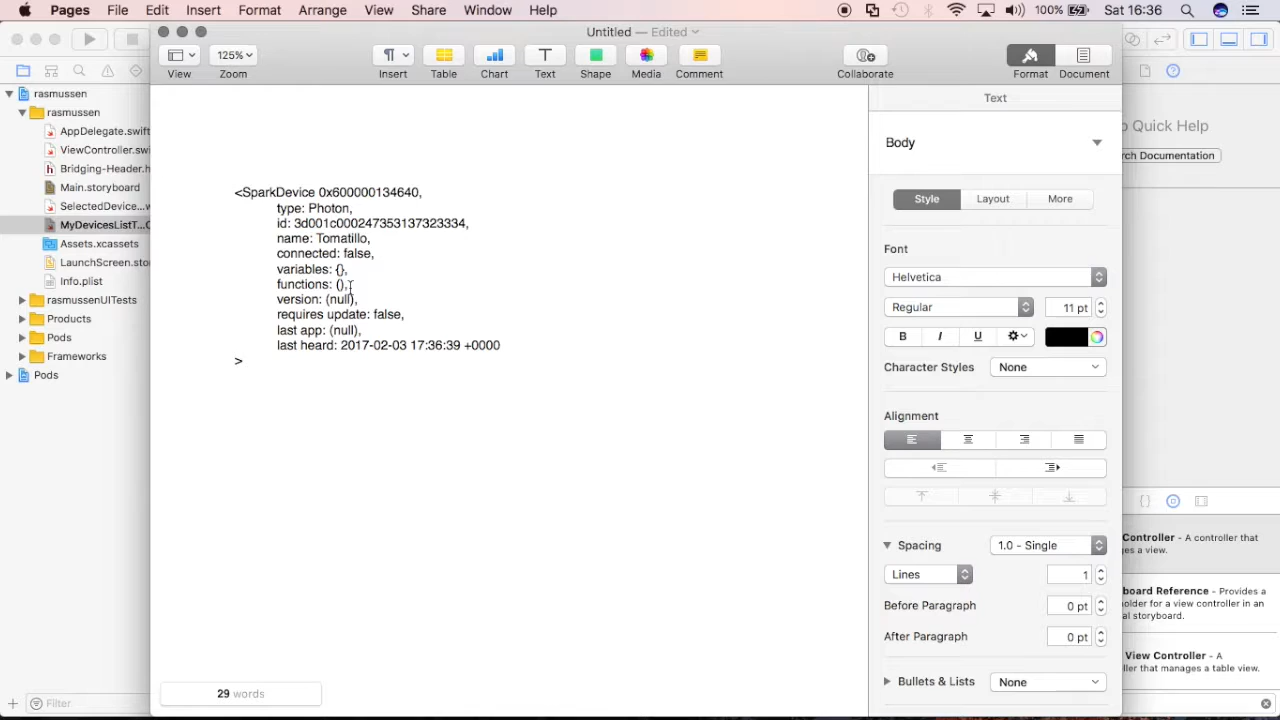 Pages File Edit Insert Format Arrange View Share Window Help 100% Sat 16:36
Untitled — Edited
125%
View Zoom Insert Table Chart Text Shape Media Comment Collaborate Format Document
rasmussen
rasmussen
AppDelegate.swift
ViewController.swi
Bridging-Header.h
Main.storyboard
SelectedDevice...w
MyDevicesListT...C
Assets.xcassets
LaunchScreen.sto
Info.plist
rasmussenUITests
Products
Pods
Frameworks
Pods
Filter
<SparkDevice 0x600000134640,
type: Photon,
id: 3d001c000247353137323334,
name: Tomatillo,
connected: false,
variables: {},
functions: (),
version: (null),
requires update: false,
last app: (null),
last heard: 2017-02-03 17:36:39 +0000
>
29 words
Text
Body
Style Layout More
Font
Helvetica
Regular 11 pt
B I U
Character Styles None
Alignment
Spacing 1.0 - Single
Lines 1
Before Paragraph 0 pt
After Paragraph 0 pt
Bullets & Lists None
o Quick Help
rch Documentation
Controller - A controller that
ges a view.
board Reference - Provides a
holder for a view controller in an
al storyboard.
View Controller - A
ller that manages a table view.